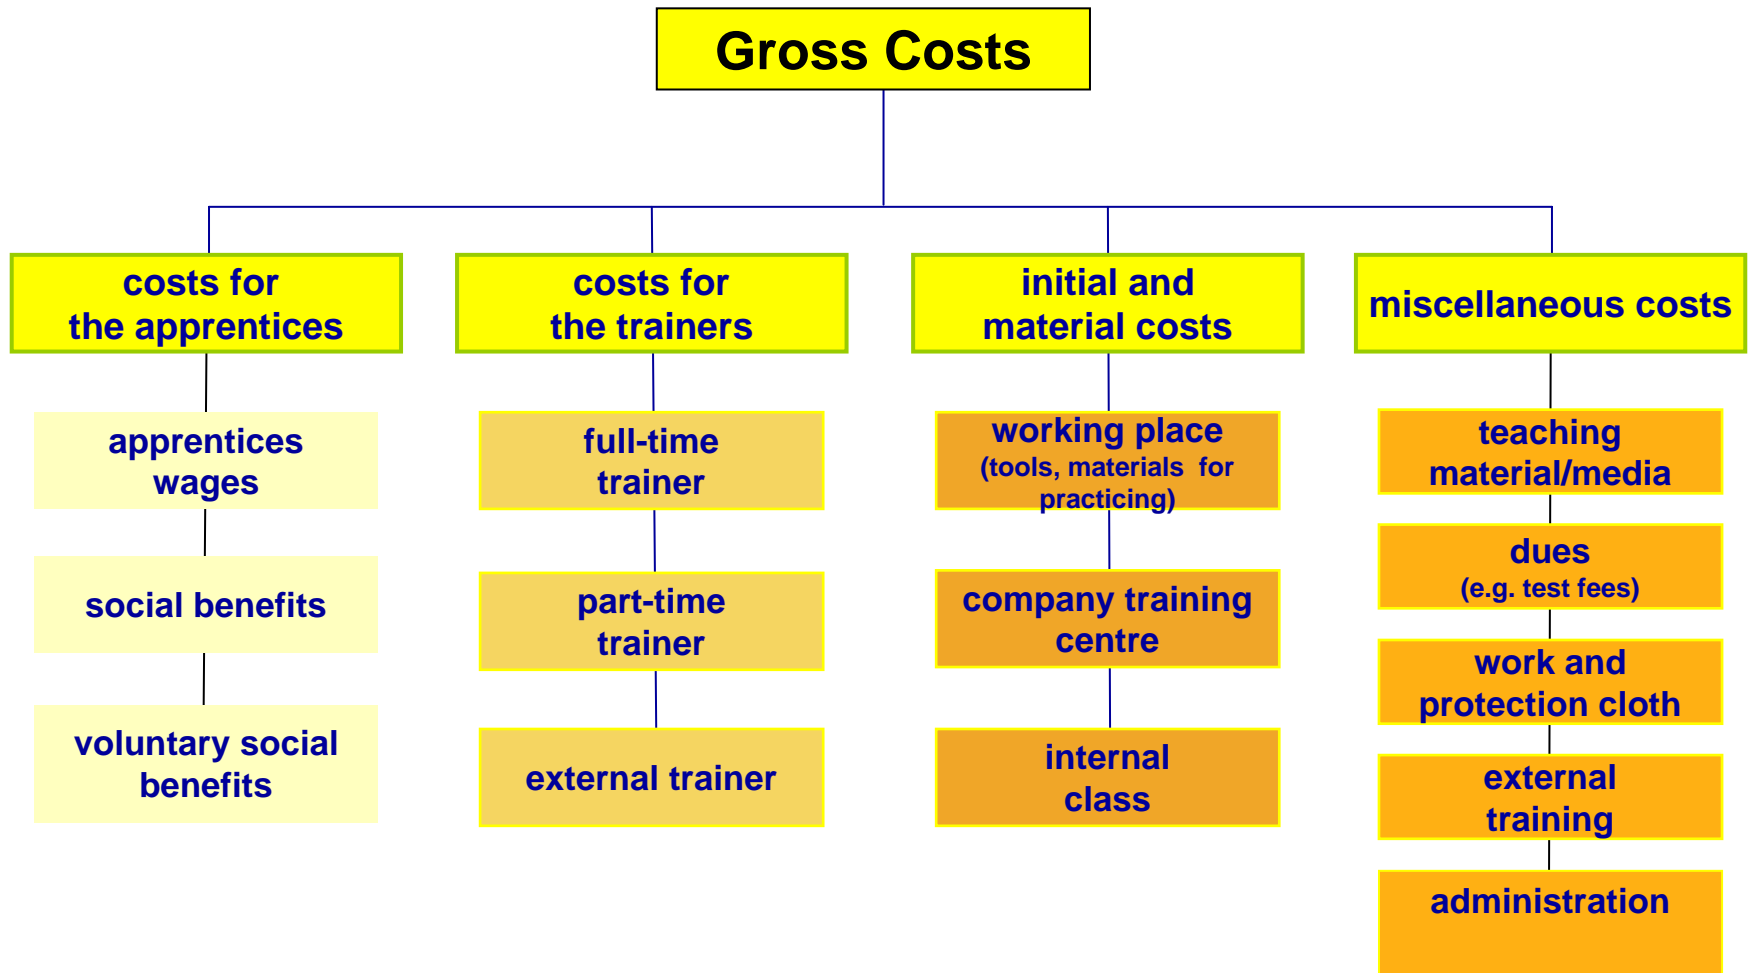 Gross Costs
costs for
the apprentices
apprentices
wages
social benefits
voluntary social
benefits
costs for
the trainers
full-time
trainer
part-time
trainer
external trainer
initial and
material costs
working place
(tools, materials for
practicing)
company training
centre
internal
class
miscellaneous costs
teaching
material/media
dues
(e.g. test fees)
work and
protection cloth
external
training
administration